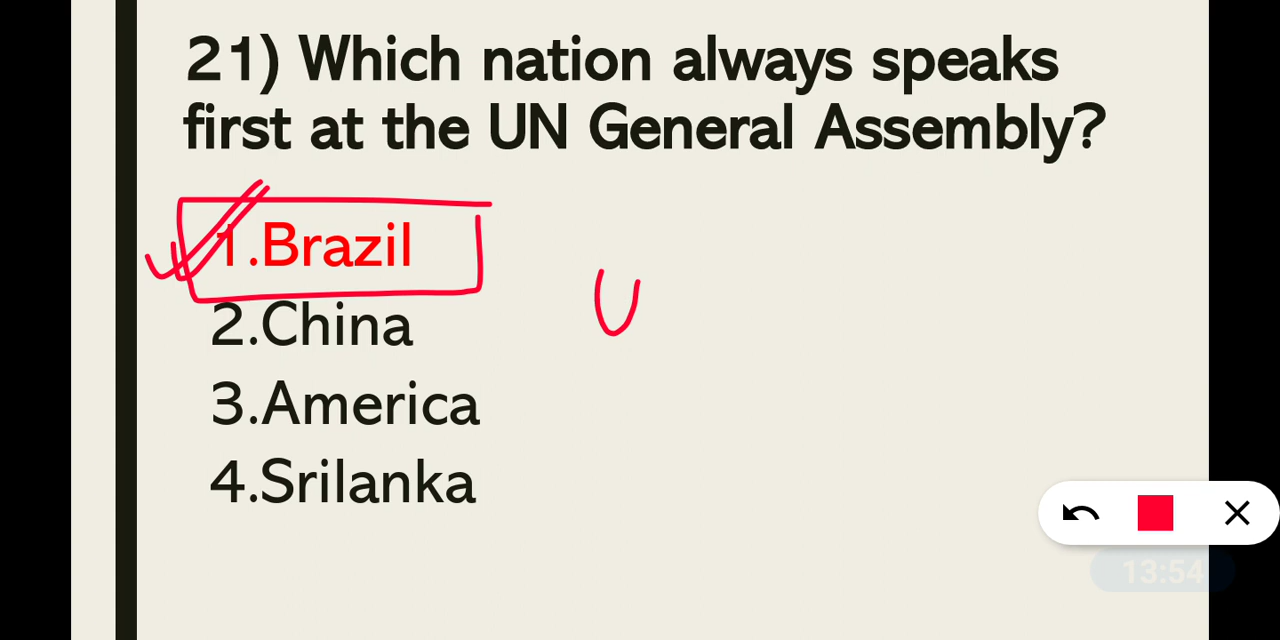 21) Which nation always speaks
first at the UN General Assembly?
1.Brazil
2.China
U
3.America
4.Srilanka
13:54